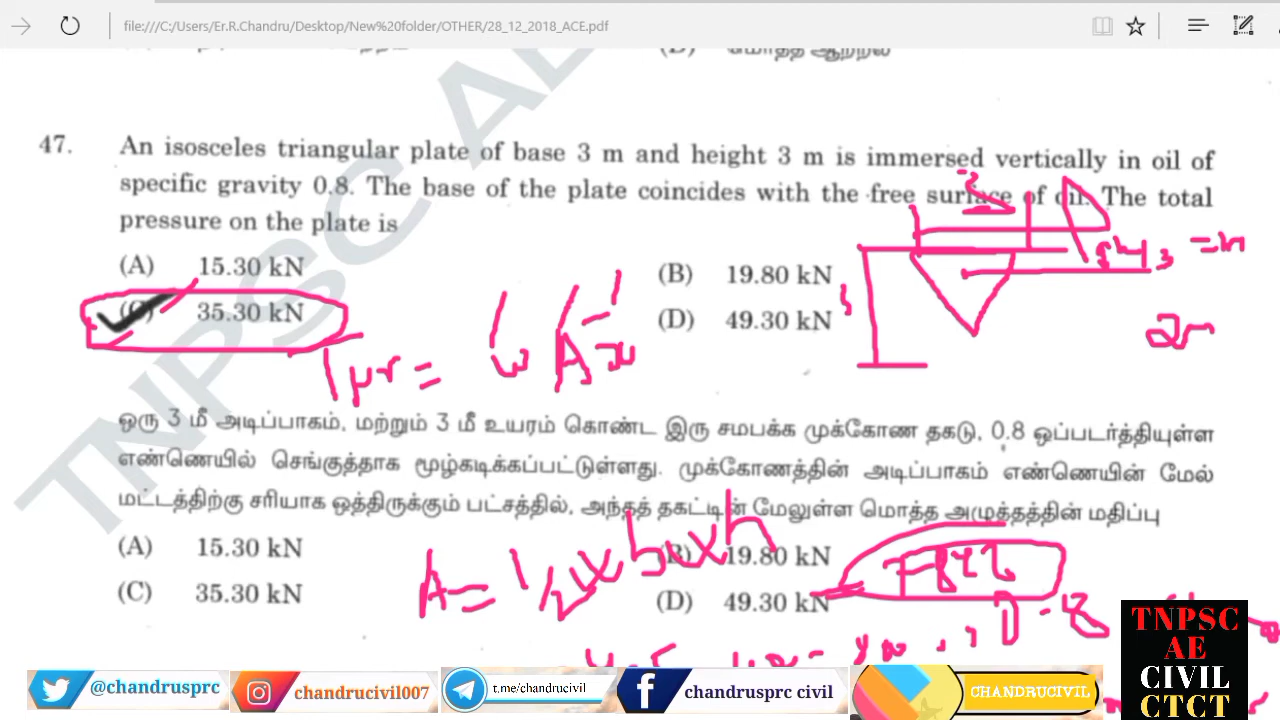 file:///C:/Users/Er.R.Chandru/Desktop/New%20folder/OTHER/28_12_2018_ACE.pdf
TNPSC AE
47. An isosceles triangular plate of base 3 m and height 3 m is immersed vertically in oil of
specific gravity 0.8. The base of the plate coincides with the free surface of oil. The total
pressure on the plate is
(A) 15.30 kN (B) 19.80 kN
(C) 35.30 kN (D) 49.30 kN
ஒரு 3 மீ அடிப்பாகம், மற்றும் 3 மீ உயரம் கொண்ட இரு சமபக்க முக்கோண தகடு, 0.8 ஒப்படர்த்தியுள்ள
எண்ணெயில் செங்குத்தாக மூழ்கடிக்கப்பட்டுள்ளது. முக்கோணத்தின் அடிப்பாகம் எண்ணெயின் மேல்
மட்டத்திற்கு சரியாக ஒத்திருக்கும் பட்சத்தில், அந்தத் தகட்டின் மேலுள்ள மொத்த அழுத்தத்தின் மதிப்பு
(A) 15.30 kN (B) 19.80 kN
(C) 35.30 kN (D) 49.30 kN
A = 1/2 x b x h
@chandrusprc
chandrucivil007
t.me/chandrucivil
chandrusprc civil
CHANDRUCIVIL
TNPSC
AE
CIVIL
CTCT